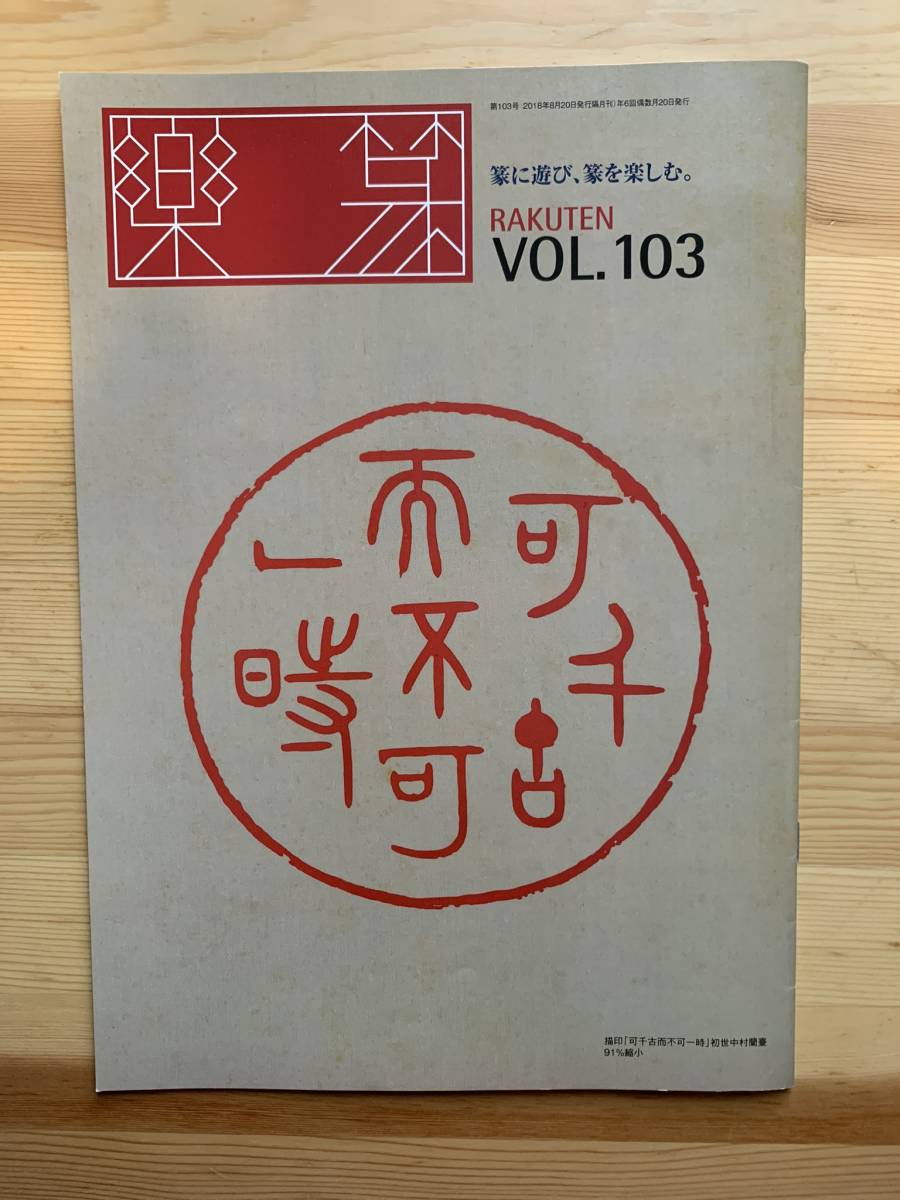 第103号 2018年8月20日発行隔月刊）年6回偶数月20日発行
篆楽
篆に遊び、篆を楽しむ。
RAKUTEN
VOL.103
可千古
而不可
一時
描印「可千古而不可一時」初世中村蘭臺
91%縮小